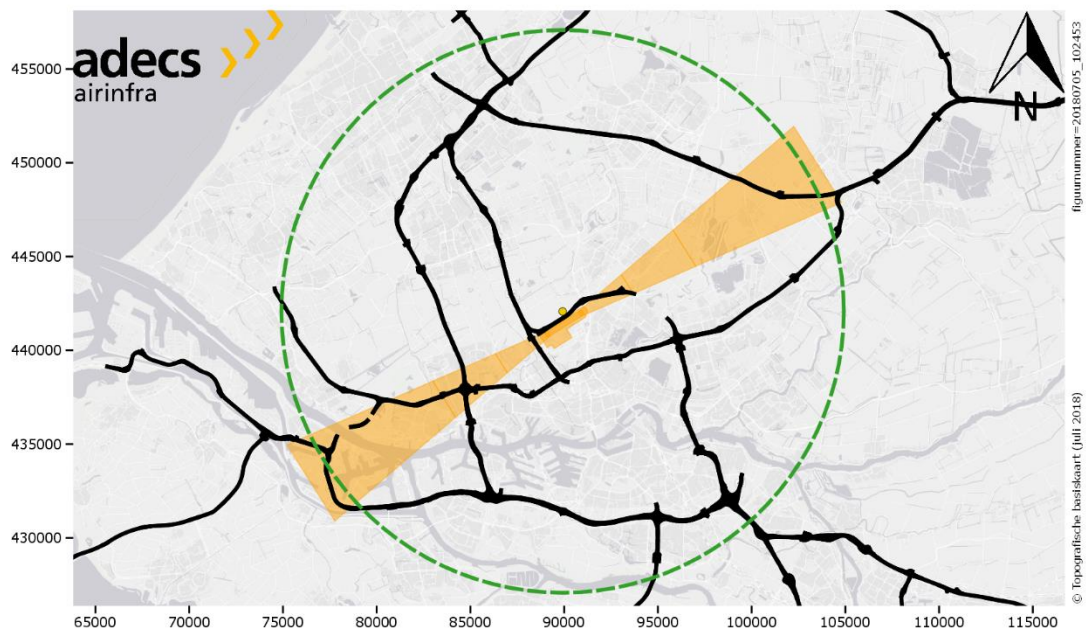 adecs
airinfra
N
figuurnummer=20180705_102453
© Topografische basiskaart (juli 2018)
455000
450000
445000
440000
435000
430000
65000 70000 75000 80000 85000 90000 95000 100000 105000 110000 115000